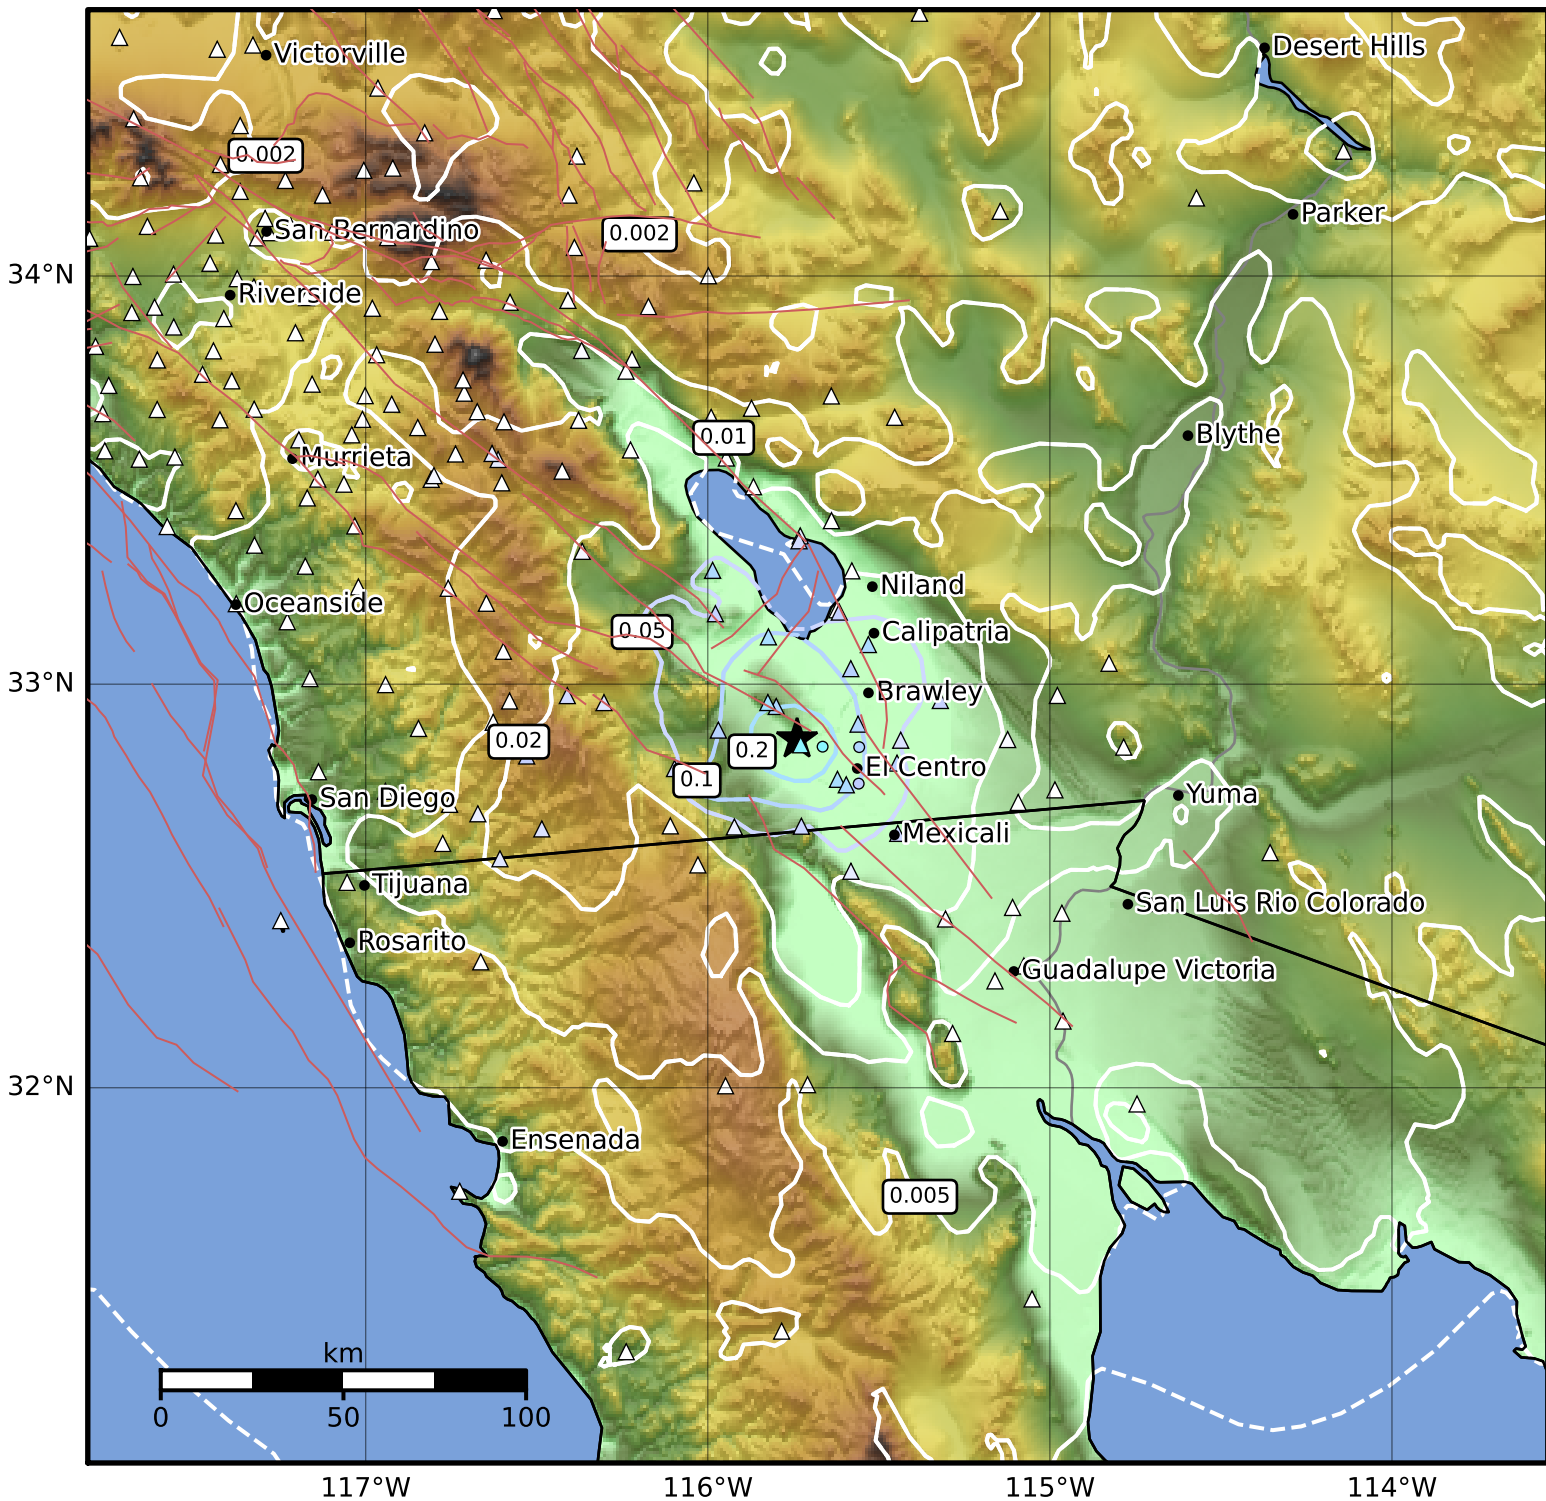 Desert Hills
Victorville
0.002
Parker
San Bernardino
0.002
34°N
Riverside
0.01
Blythe
Murrieta
Niland
Oceanside
0.05
Calipatria
33°N
Brawley
0.02
0.2
El Centro
0.1
San Diego
Yuma
Mexicali
Tijuana
San Luis Rio Colorado
Rosarito
Guadalupe Victoria
32°N
Ensenada
0.005
km
0 50 100
117°W 116°W 115°W 114°W